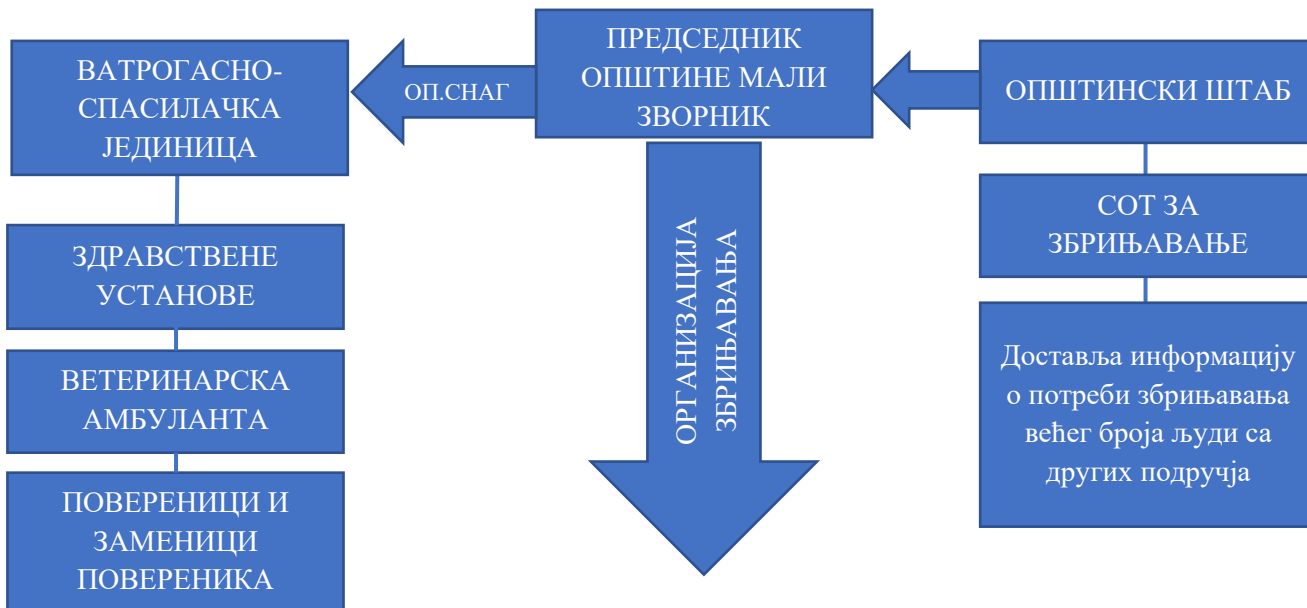 ВАТРОГАСНО-
СПАСИЛАЧКА
ЈЕДИНИЦА
ЗДРАВСТВЕНЕ
УСТАНОВЕ
ВЕТЕРИНАРСКА
АМБУЛАНТА
ПОВЕРЕНИЦИ И
ЗАМЕНИЦИ
ПОВЕРЕНИКА
ОП.СНАГ
ПРЕДСЕДНИК
ОПШТИНЕ МАЛИ
ЗВОРНИК
ОРГАНИЗАЦИЈА
ЗБРИЊАВАЊА
ОПШТИНСКИ ШТАБ
СОТ ЗА
ЗБРИЊАВАЊЕ
Доставља информацију
о потреби збрињавања
већег броја људи са
других подручја